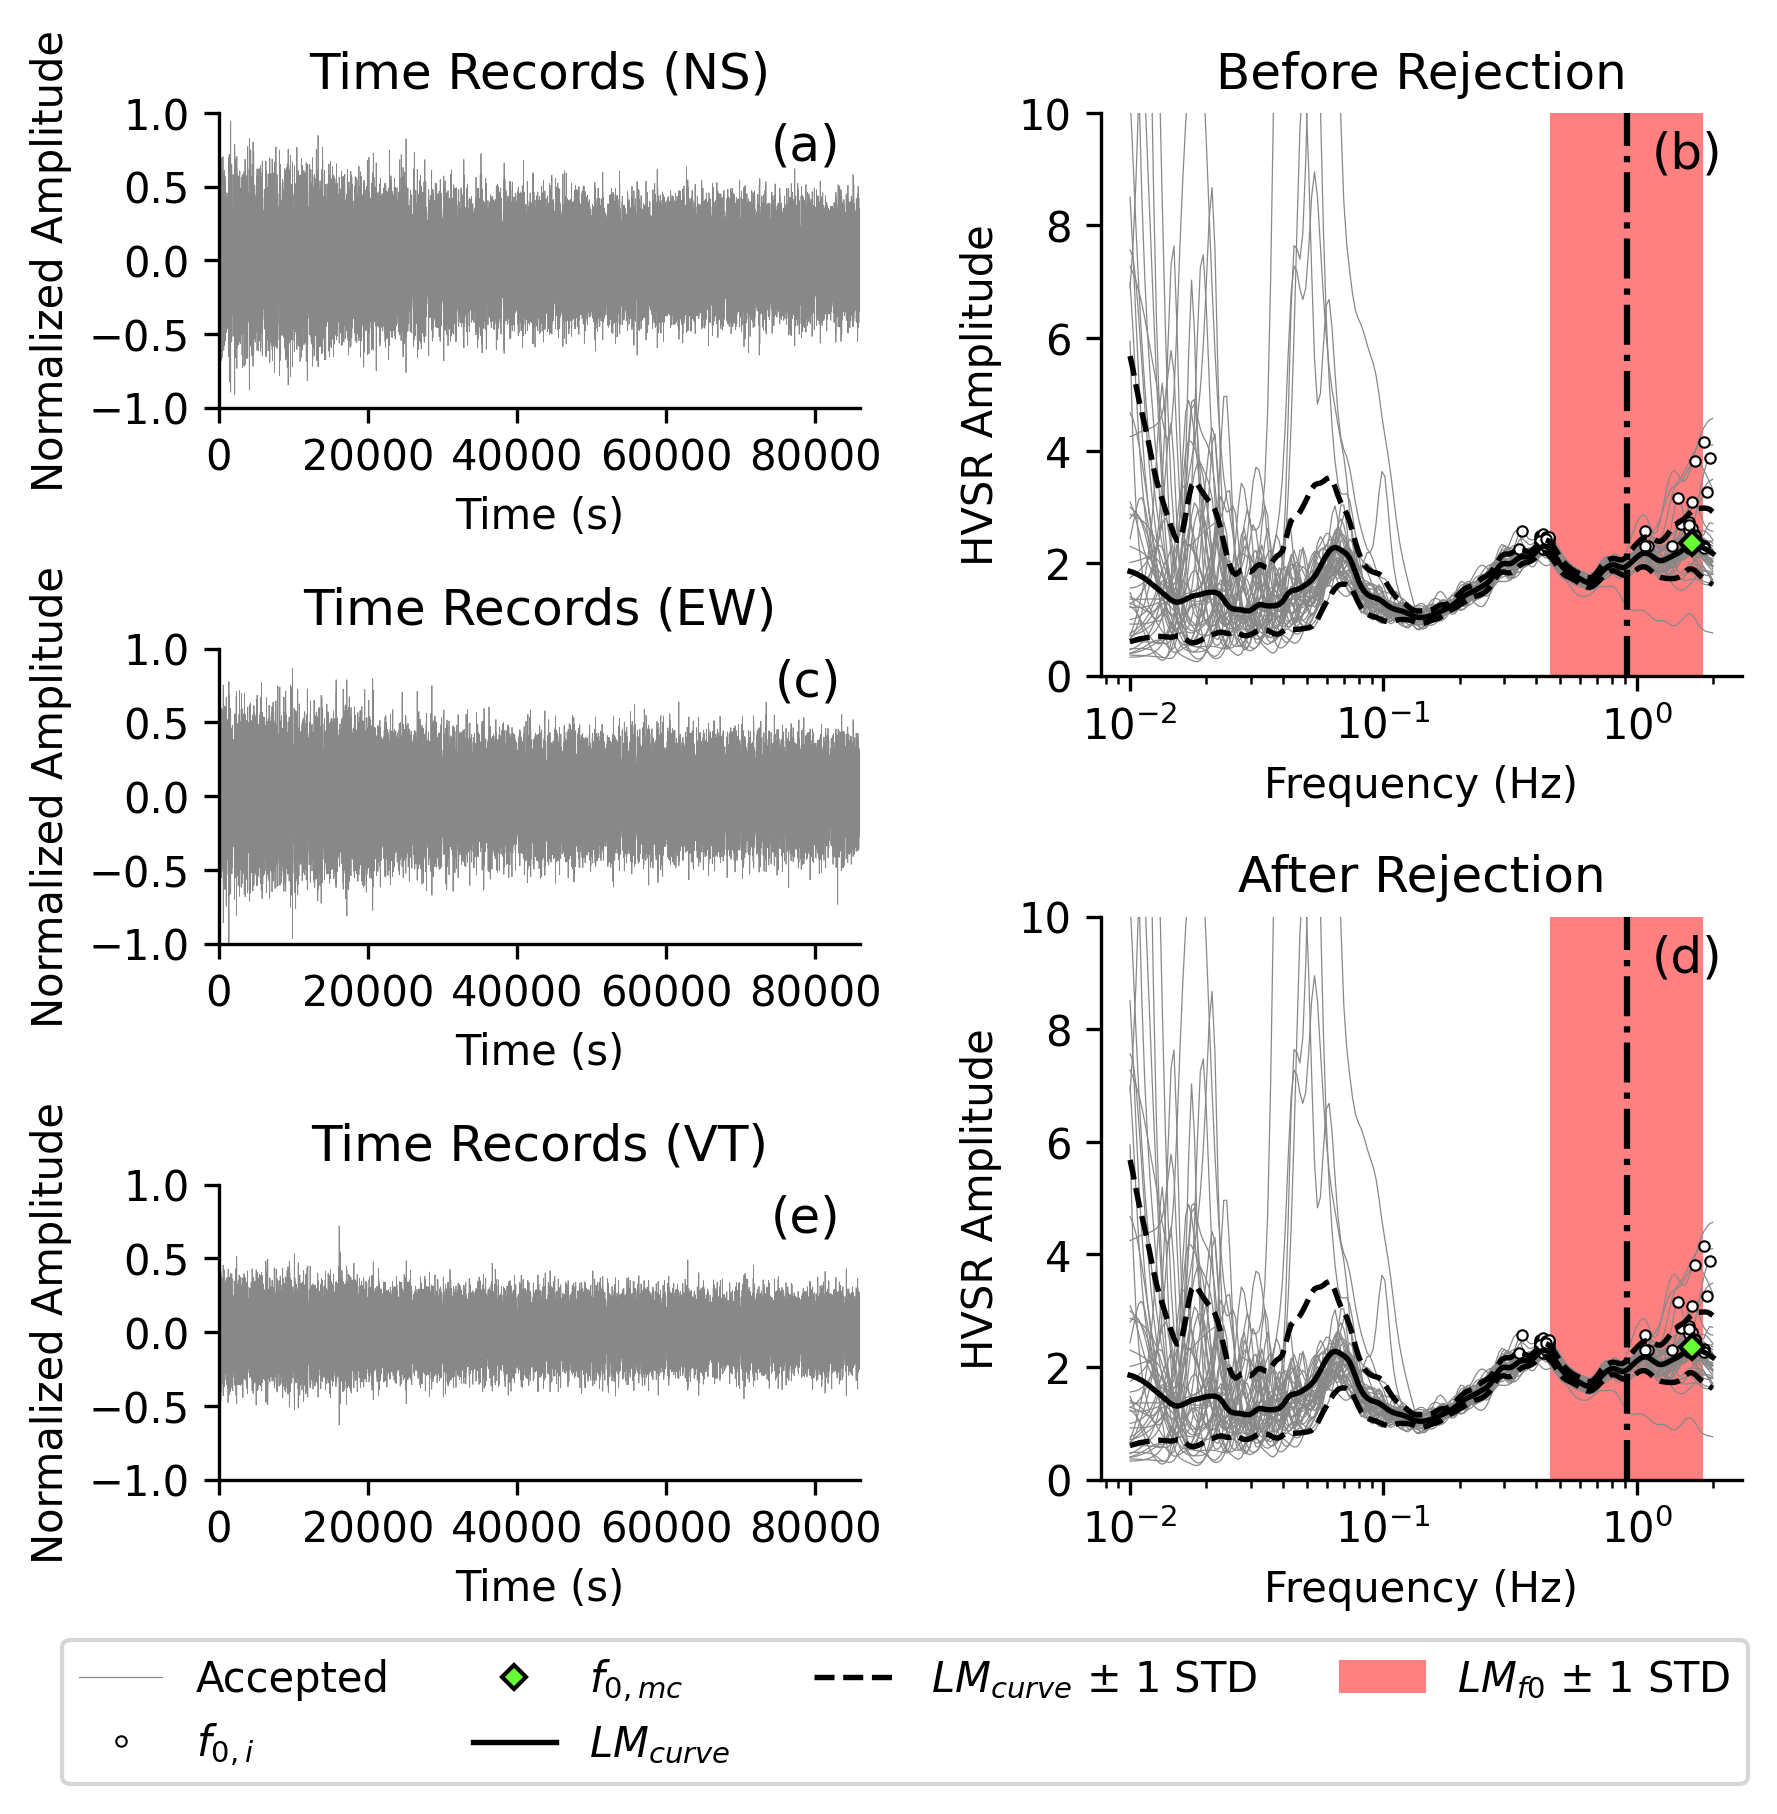 Time Records (NS)
Normalized Amplitude
1.0
0.5
0.0
−0.5
−1.0
(a)
0 20000 40000 60000 80000
Time (s)
Before Rejection
HVSR Amplitude
10
8
6
4
2
0
(b)
10⁻² 10⁻¹ 10⁰
Frequency (Hz)
Time Records (EW)
Normalized Amplitude
1.0
0.5
0.0
−0.5
−1.0
(c)
0 20000 40000 60000 80000
Time (s)
After Rejection
HVSR Amplitude
10
8
6
4
2
0
(d)
10⁻² 10⁻¹ 10⁰
Frequency (Hz)
Time Records (VT)
Normalized Amplitude
1.0
0.5
0.0
−0.5
−1.0
(e)
0 20000 40000 60000 80000
Time (s)
Accepted
f0,i
f0,mc
LMcurve
LMcurve ± 1 STD
LMf0 ± 1 STD